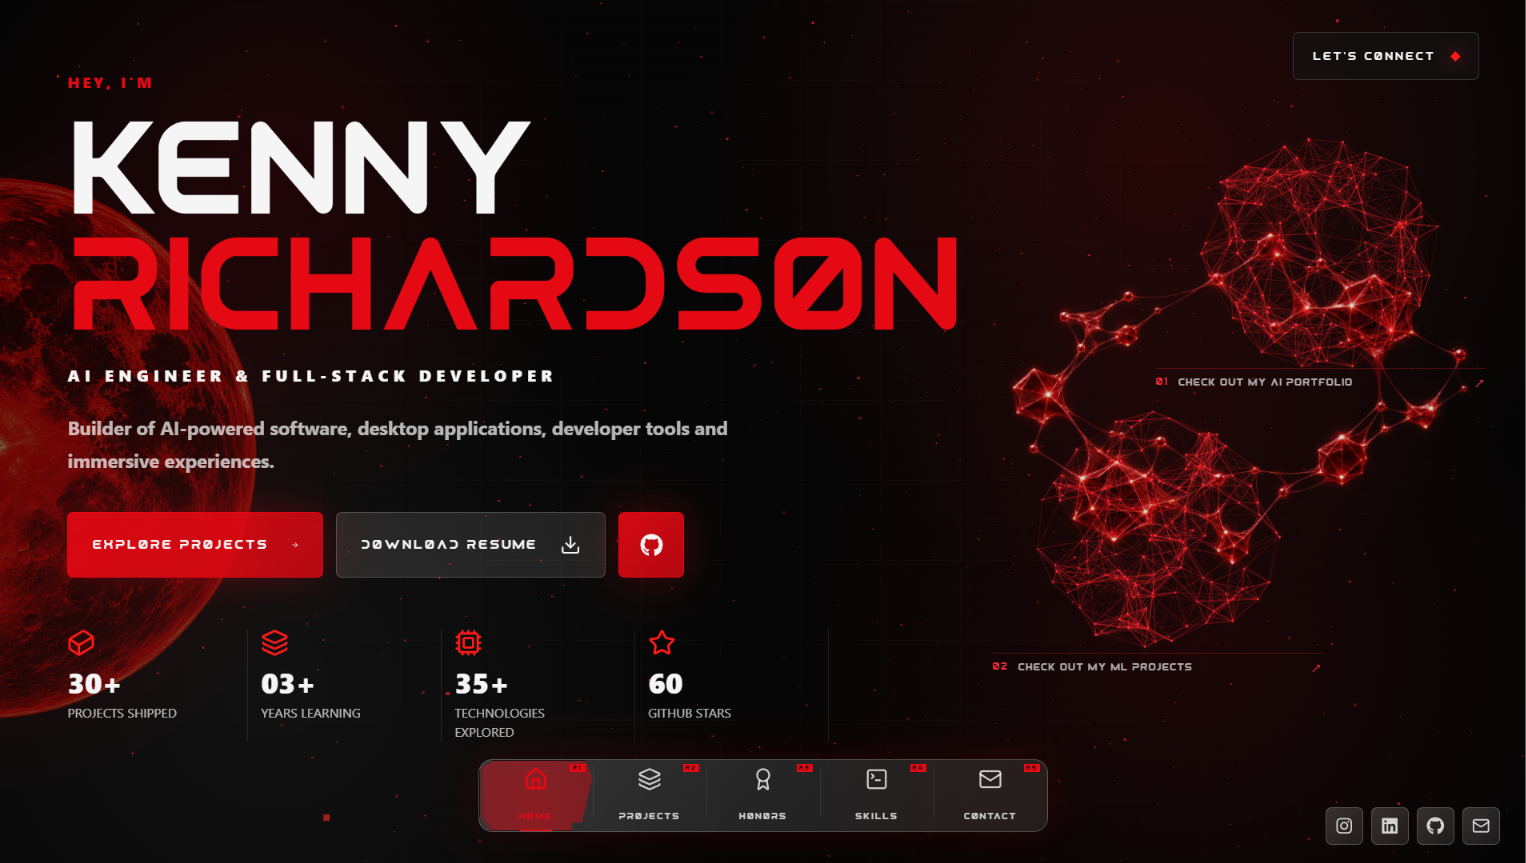 HEY, I'M
LET'S CONNECT
KENNY
RICHARDSON
AI ENGINEER & FULL-STACK DEVELOPER
Builder of AI-powered software, desktop applications, developer tools and
immersive experiences.
EXPLORE PROJECTS
DOWNLOAD RESUME
01 CHECK OUT MY AI PORTFOLIO
02 CHECK OUT MY ML PROJECTS
30+
PROJECTS SHIPPED
03+
YEARS LEARNING
35+
TECHNOLOGIES
EXPLORED
60
GITHUB STARS
HOME
PROJECTS
HONORS
SKILLS
CONTACT